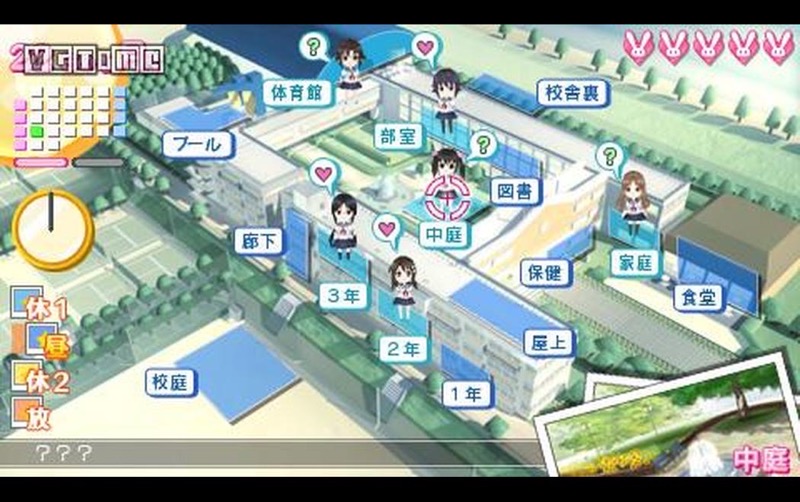 VGTIME
?
体育館
校舎裏
プール
部室
?
?
図書
廊下
中庭
家庭
保健
3年
食堂
休1
昼
2年
屋上
休2
校庭
1年
放
???
中庭